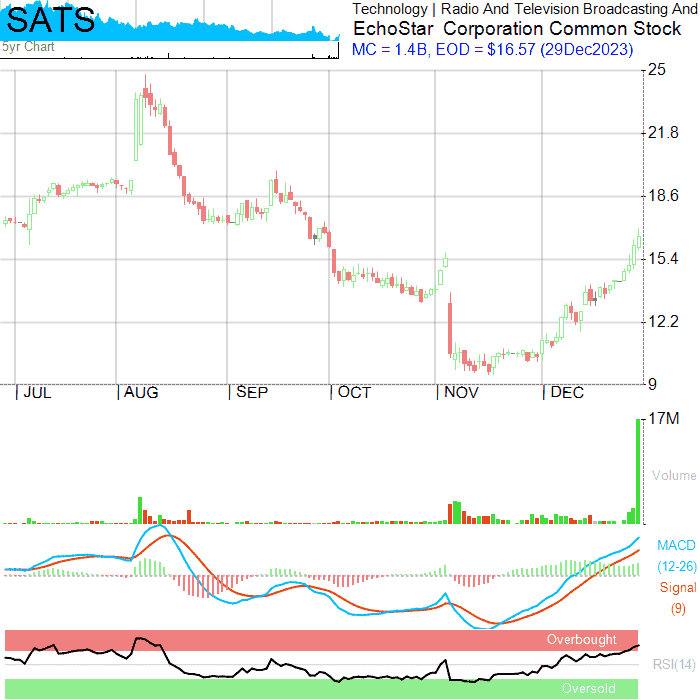 SATS
5yr Chart
Technology | Radio And Television Broadcasting And
EchoStar Corporation Common Stock
MC = 1.4B, EOD = $16.57 (29Dec2023)
25
21.8
18.6
15.4
12.2
9
JUL
AUG
SEP
OCT
NOV
DEC
17M
Volume
MACD
(12-26)
Signal
(9)
Overbought
RSI(14)
Oversold